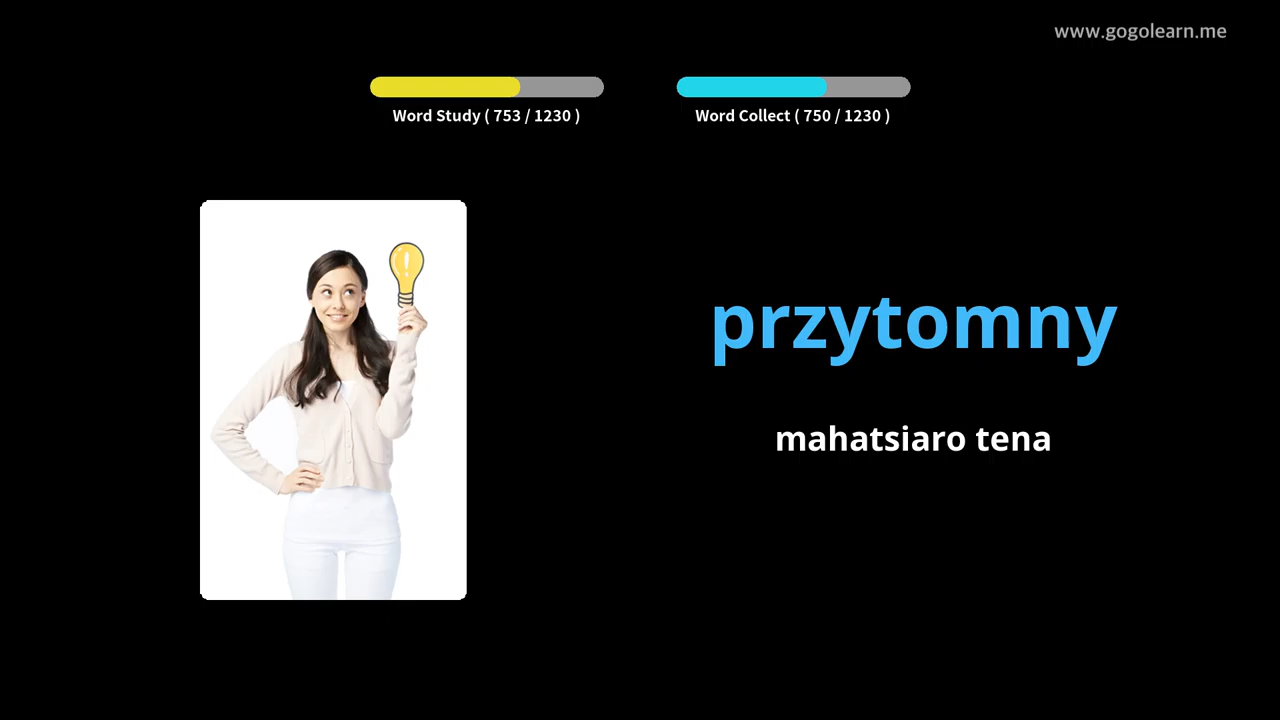 www.gogolearn.me
Word Study ( 753 / 1230 )
Word Collect ( 750 / 1230 )
przytomny
mahatsiaro tena